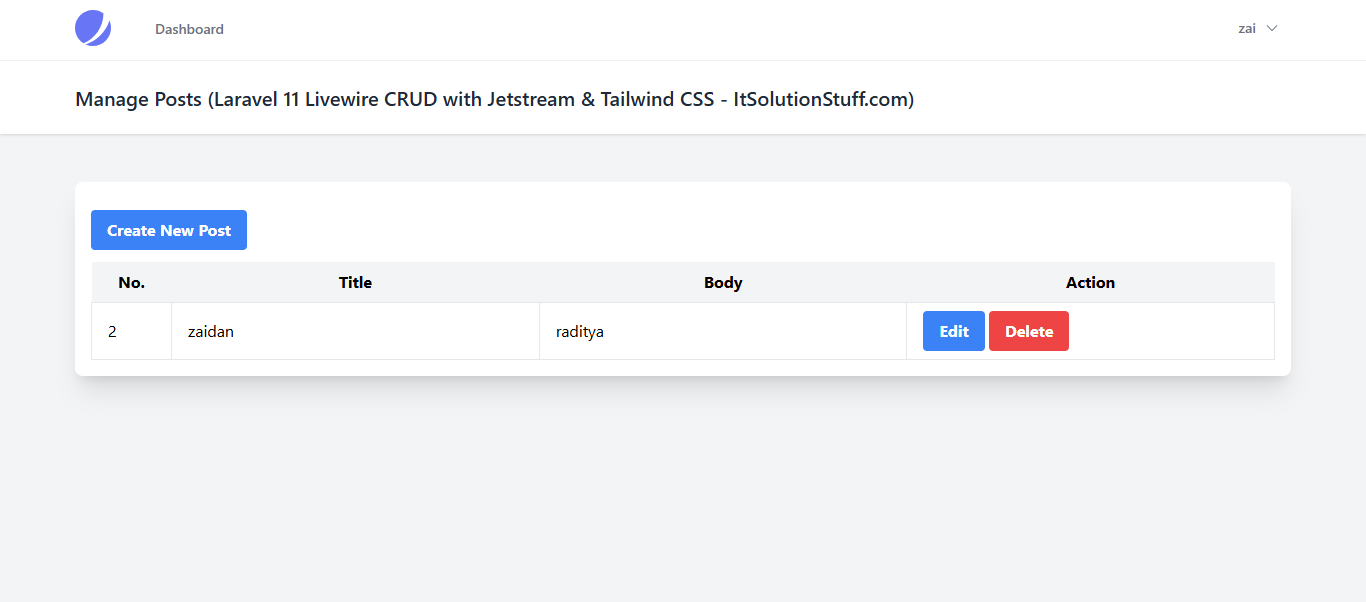 Dashboard
zai
Manage Posts (Laravel 11 Livewire CRUD with Jetstream & Tailwind CSS - ItSolutionStuff.com)
Create New Post
No. Title Body Action
2 zaidan raditya Edit Delete